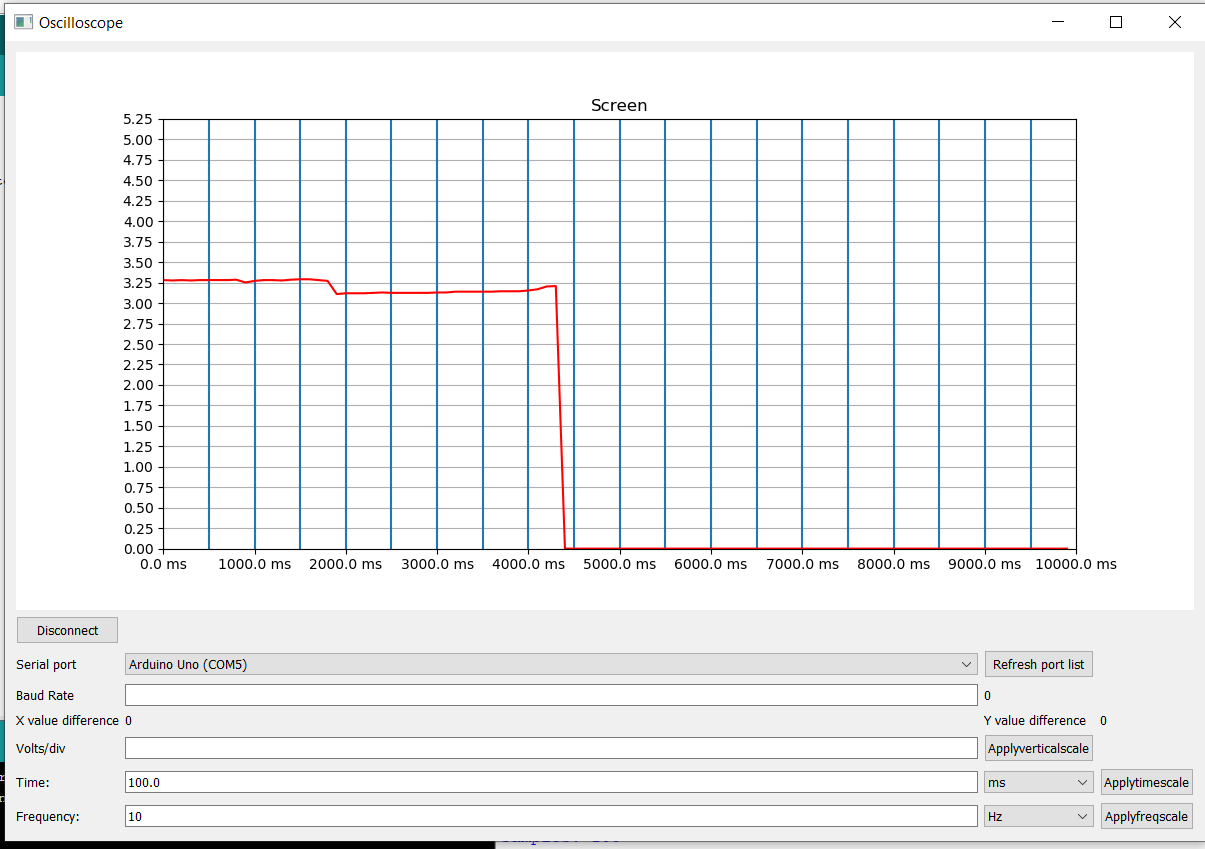 Oscilloscope
Screen
5.25
5.00
4.75
4.50
4.25
4.00
3.75
3.50
3.25
3.00
2.75
2.50
2.25
2.00
1.75
1.50
1.25
1.00
0.75
0.50
0.25
0.00
0.0 ms 1000.0 ms 2000.0 ms 3000.0 ms 4000.0 ms 5000.0 ms 6000.0 ms 7000.0 ms 8000.0 ms 9000.0 ms 10000.0 ms
Disconnect
Serial port Arduino Uno (COM5) Refresh port list
Baud Rate 0
X value difference 0 Y value difference 0
Volts/div Applyverticalscale
Time: 100.0 ms Applytimescale
Frequency: 10 Hz Applyfreqscale